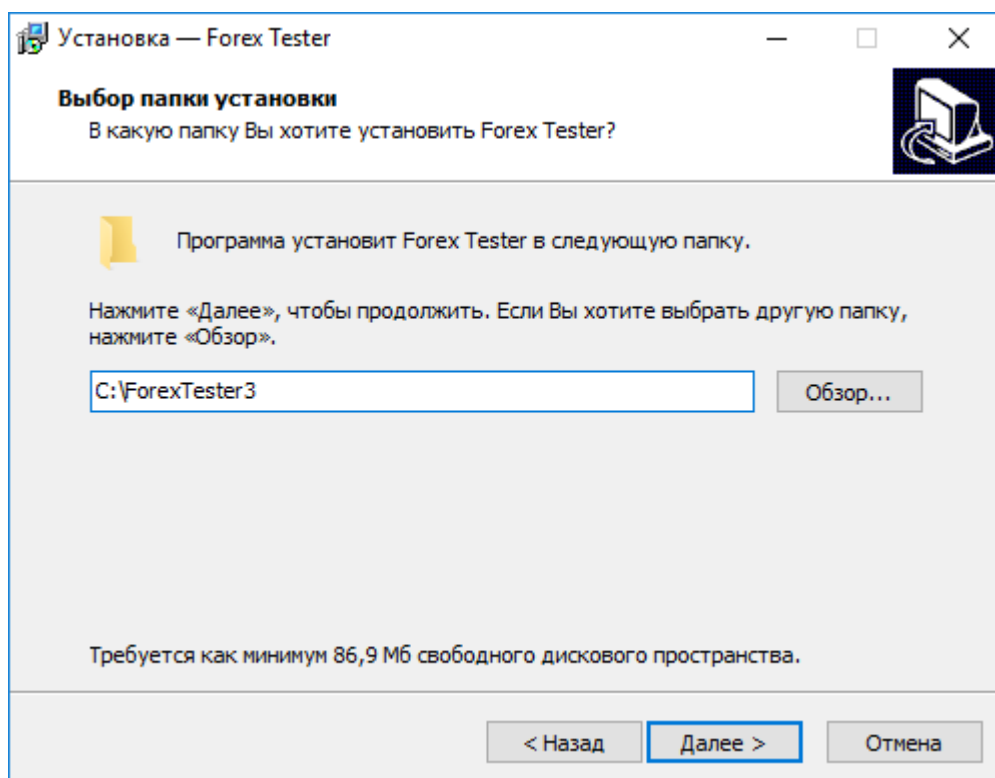 Установка — Forex Tester
Выбор папки установки
В какую папку Вы хотите установить Forex Tester?
Программа установит Forex Tester в следующую папку.
Нажмите «Далее», чтобы продолжить. Если Вы хотите выбрать другую папку,
нажмите «Обзор».
C:\ForexTester3
Обзор...
Требуется как минимум 86,9 Мб свободного дискового пространства.
< Назад
Далее >
Отмена